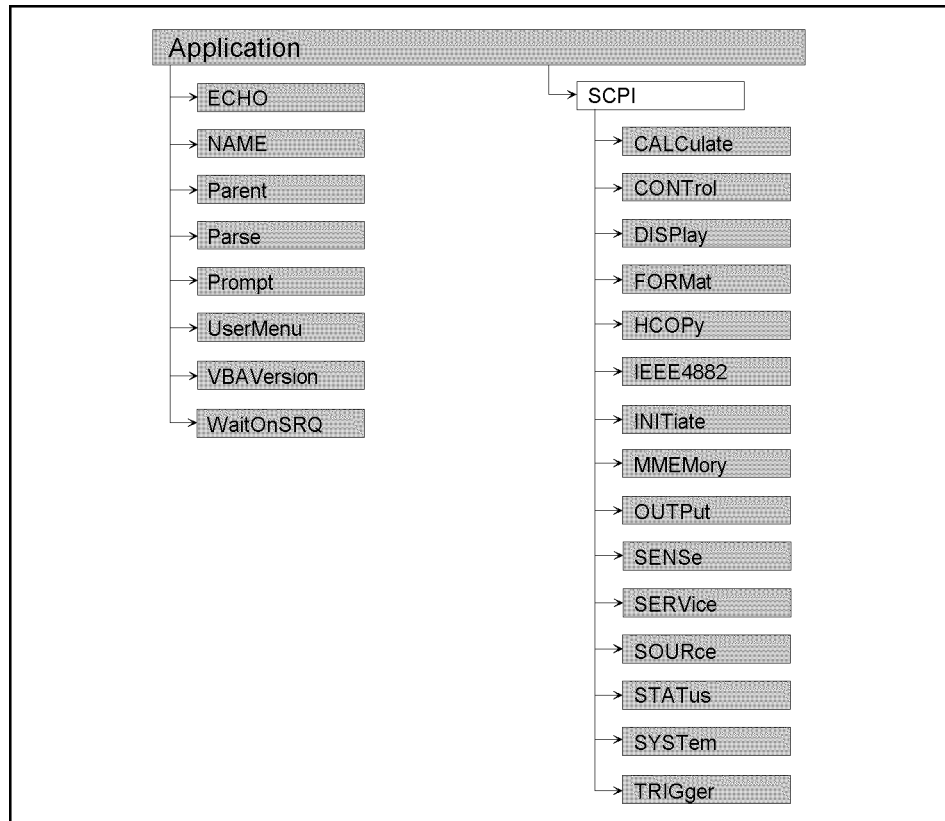 Application
ECHO
NAME
Parent
Parse
Prompt
UserMenu
VBAVersion
WaitOnSRQ
SCPI
CALCulate
CONTrol
DISPlay
FORMat
HCOPy
IEEE4882
INITiate
MMEMory
OUTPut
SENSe
SERVice
SOURce
STATus
SYSTem
TRIGger